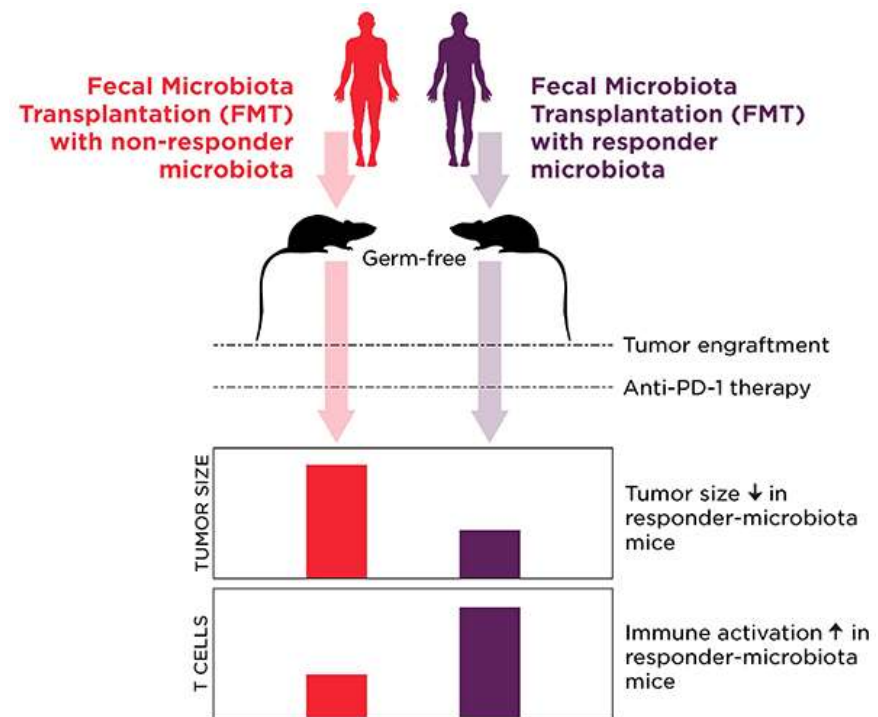 Fecal Microbiota
Transplantation (FMT)
with non-responder
microbiota
Fecal Microbiota
Transplantation (FMT)
with responder
microbiota
Germ-free
Tumor engraftment
Anti-PD-1 therapy
TUMOR SIZE
Tumor size ↓ in
responder-microbiota
mice
T CELLS
Immune activation ↑ in
responder-microbiota
mice